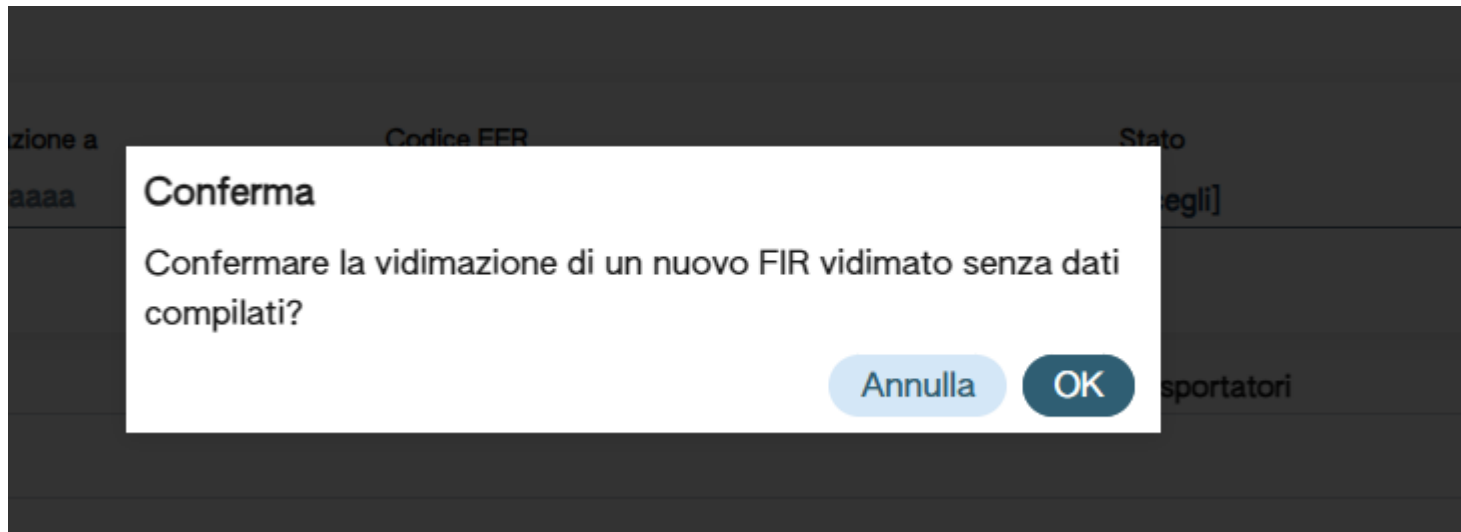 zione a
Codice EER
Stato
aaaa
egli]
Conferma
Confermare la vidimazione di un nuovo FIR vidimato senza dati
compilati?
Annulla
OK
sportatori